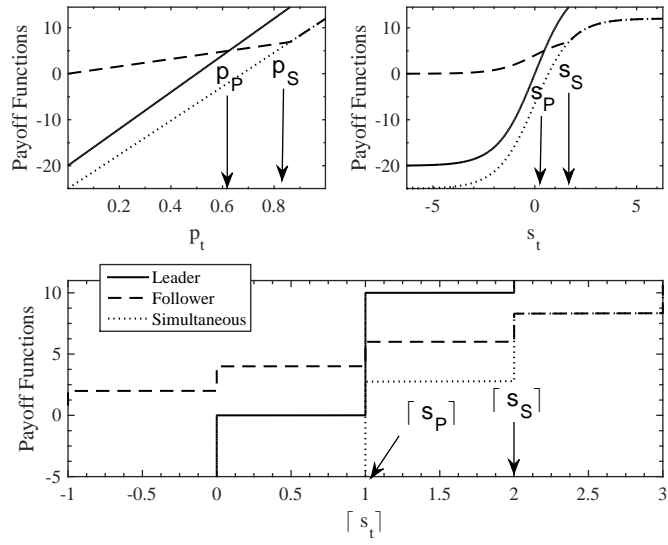 Payoff Functions
10
0
-10
-20
0.2 0.4 0.6 0.8
p_t
p_P
p_S
Payoff Functions
10
0
-10
-20
-5 0 5
s_t
s_P
s_S
Payoff Functions
10
5
0
-5
-1 0 0.5 1 1.5 2 2.5 3
⌈ s_t ⌉
Leader
Follower
Simultaneous
⌈ s_P ⌉
⌈ s_S ⌉